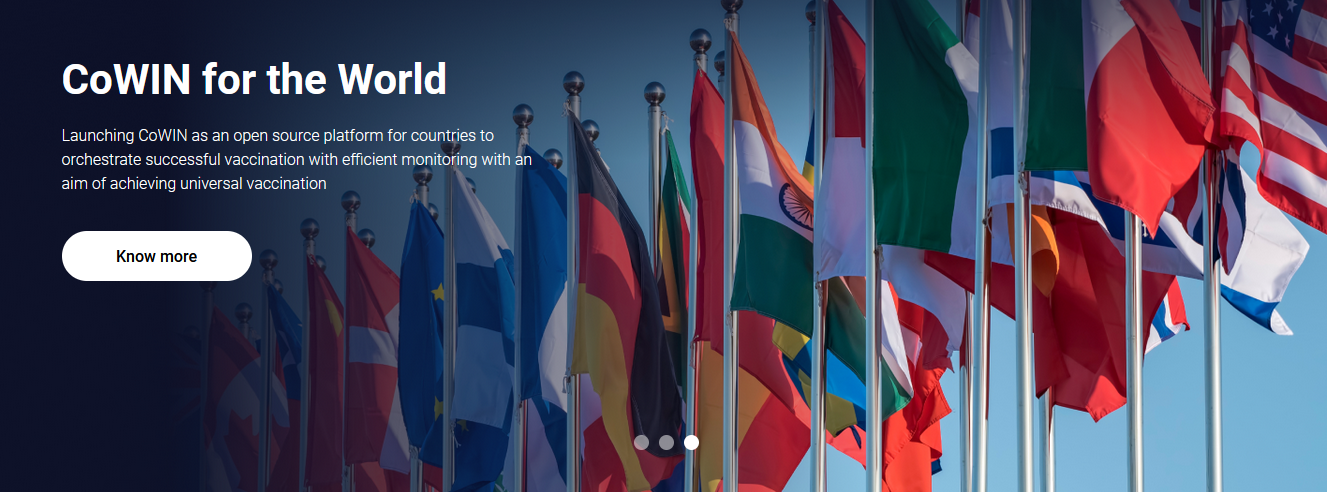 CoWIN for the World
Launching CoWIN as an open source platform for countries to
orchestrate successful vaccination with efficient monitoring with an
aim of achieving universal vaccination
Know more